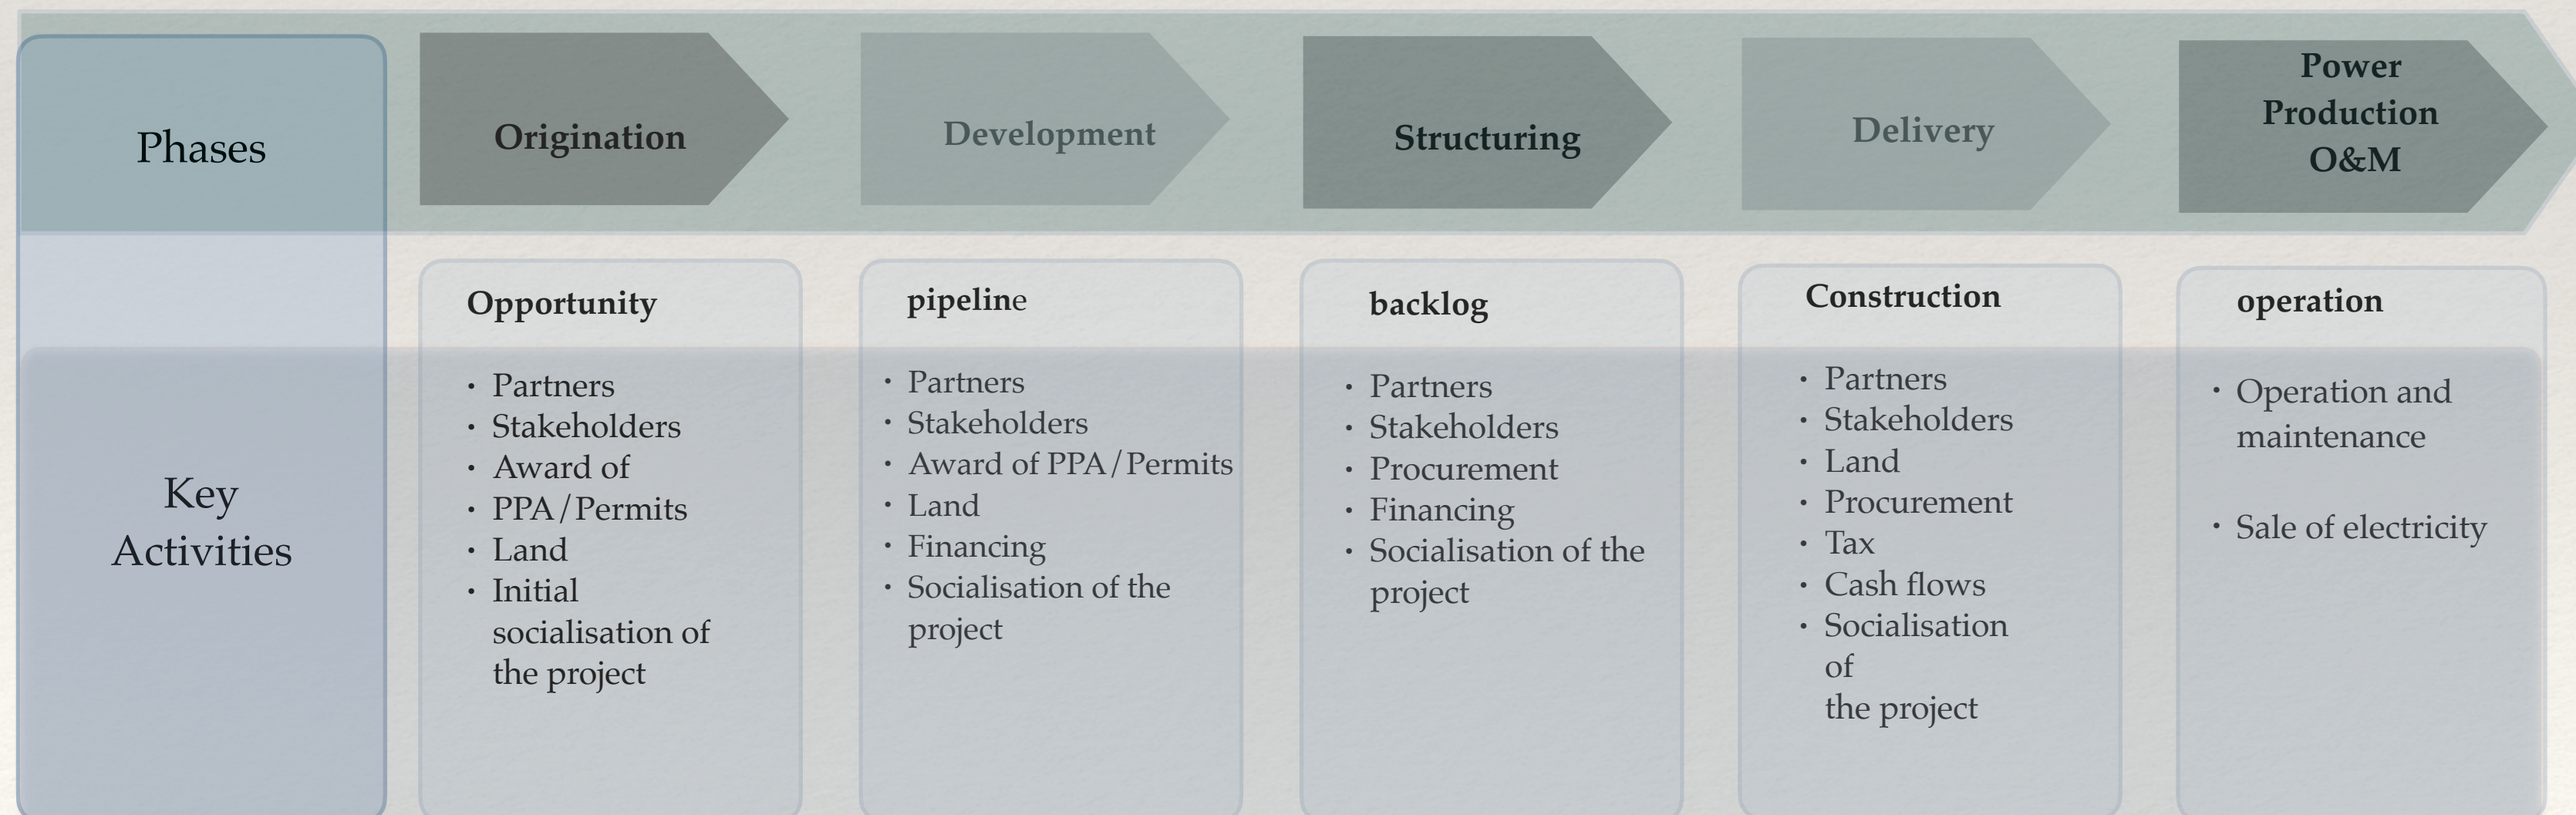 Phases
Origination
Development
Structuring
Delivery
Power
Production
O&M
Key
Activities
Opportunity
• Partners
• Stakeholders
• Award of
• PPA/Permits
• Land
• Initial
socialisation of
the project
pipeline
• Partners
• Stakeholders
• Award of PPA/Permits
• Land
• Financing
• Socialisation of the
project
backlog
• Partners
• Stakeholders
• Procurement
• Financing
• Socialisation of the
project
Construction
• Partners
• Stakeholders
• Land
• Procurement
• Tax
• Cash flows
• Socialisation
of
the project
operation
• Operation and
maintenance
• Sale of electricity